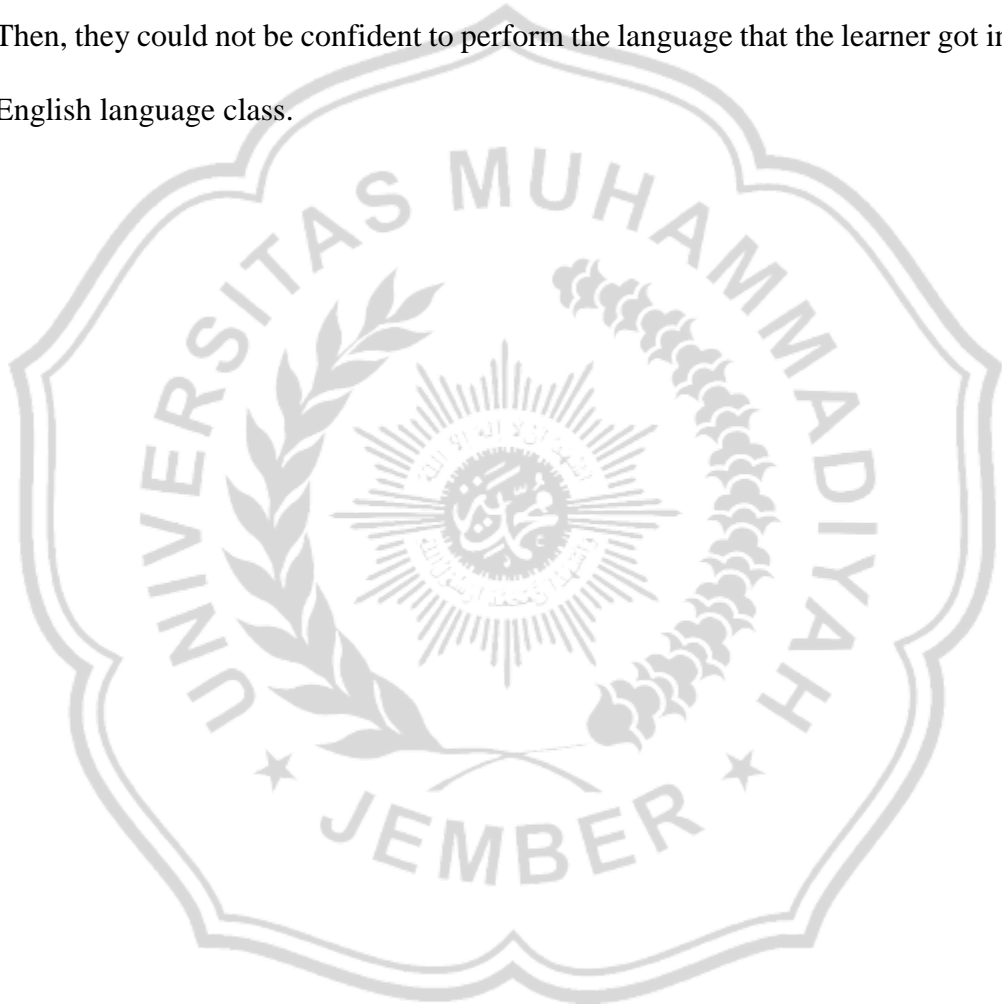 Then, they could not be confident to perform the language that the learner got in
English language class.
UNIVERSITAS MUHAMMADIYAH
JEMBER